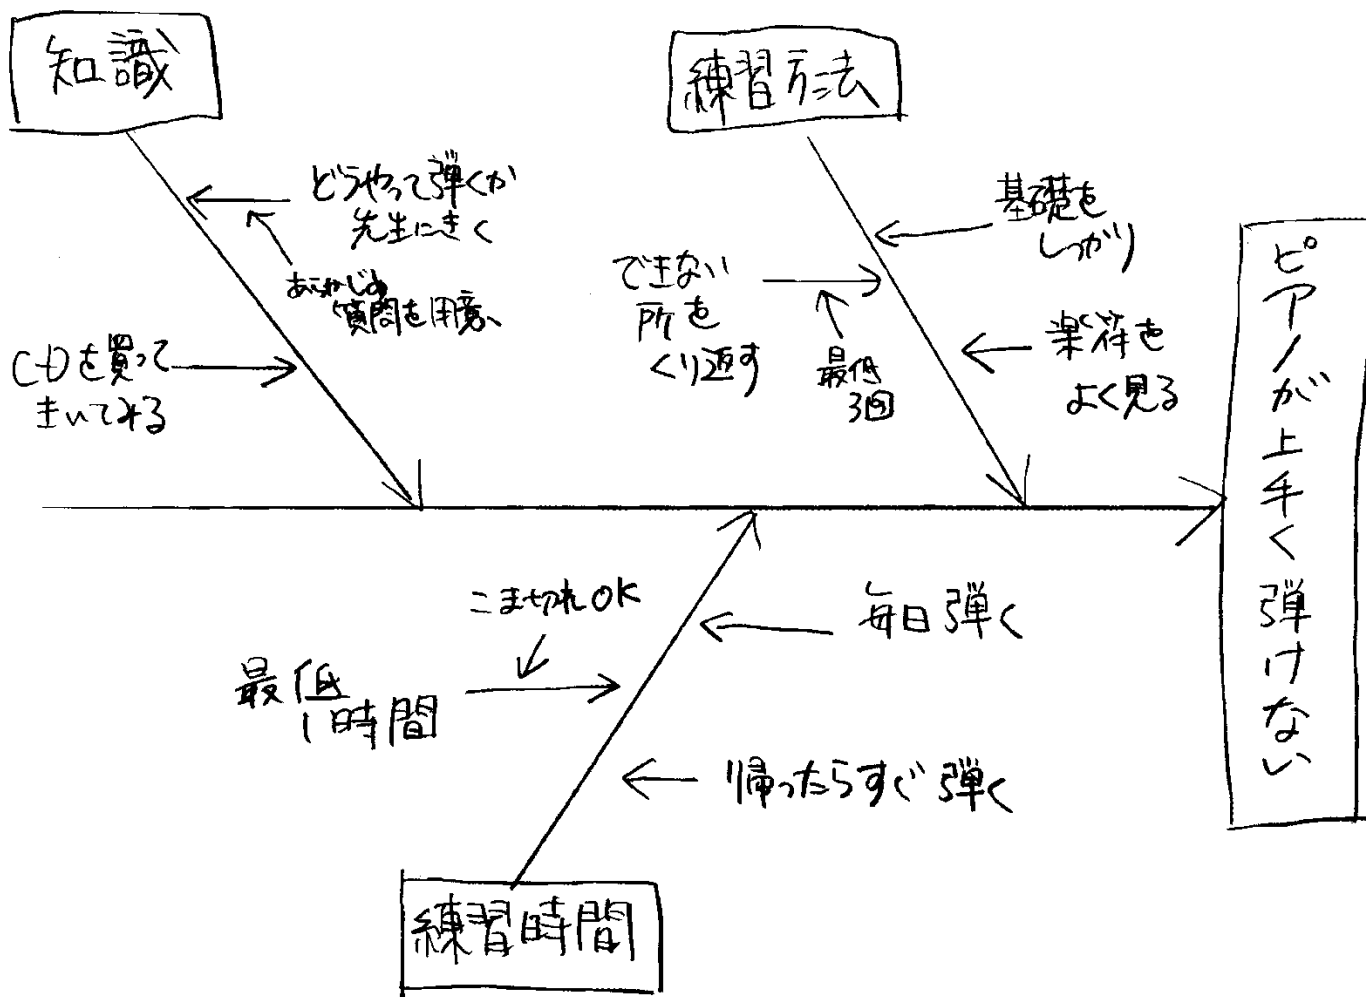 知識
どうやって弾くか
先生にきく
あらかじめ
質問を用意
CDを買って
きいてみる
練習方法
基礎を
しっかり
できない
所を
くり返す
最低
3回
楽符を
よく見る
ピアノが上手く弾けない
こま切れOK
最低
1時間
毎日弾く
帰ったらすぐ弾く
練習時間